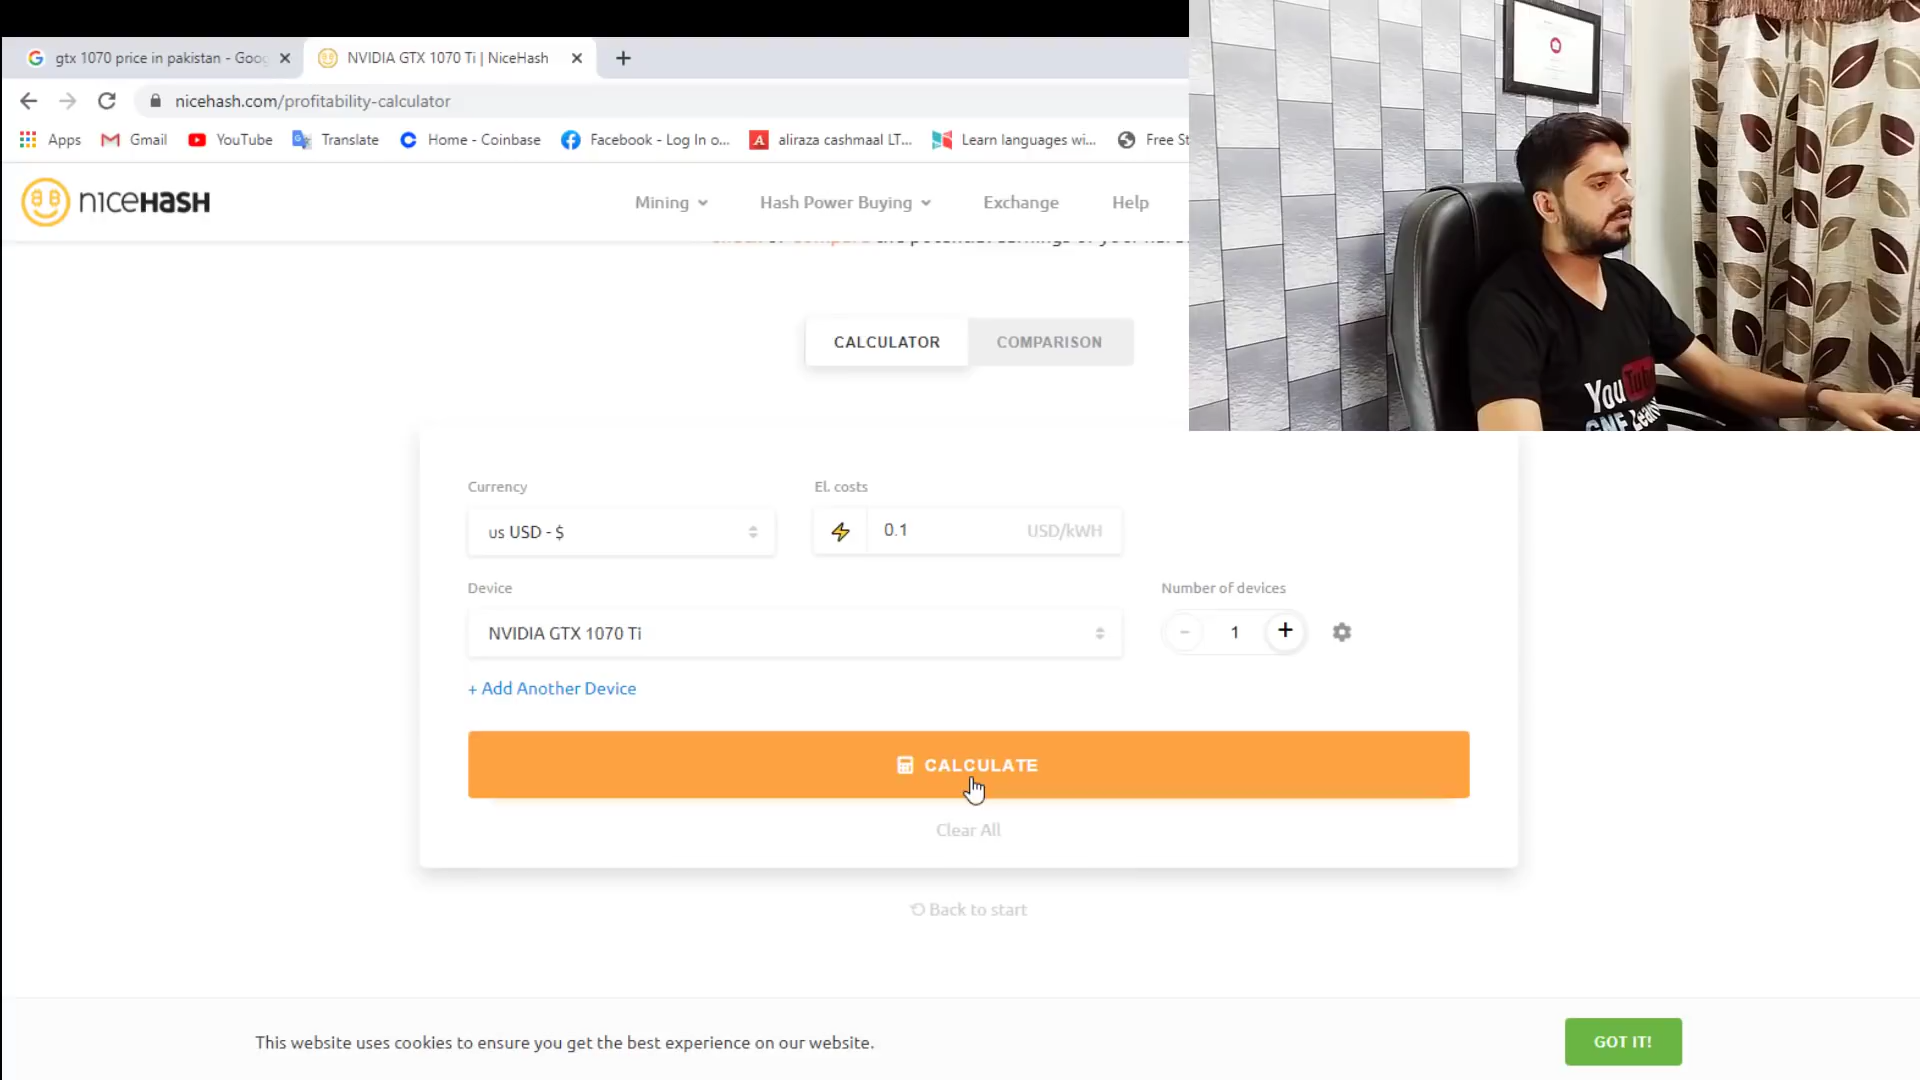 gtx 1070 price in pakistan - Goog
NVIDIA GTX 1070 Ti | NiceHash
nicehash.com/profitability-calculator
Apps
Gmail
YouTube
Translate
Home - Coinbase
Facebook - Log In o...
aliraza cashmaal LT...
Learn languages wi...
Free St
nicehash
Mining
Hash Power Buying
Exchange
Help
CALCULATOR
COMPARISON
Currency
El. costs
us USD - $
0.1
USD/kWH
Device
Number of devices
NVIDIA GTX 1070 Ti
1
+ Add Another Device
CALCULATE
Clear All
Back to start
This website uses cookies to ensure you get the best experience on our website.
GOT IT!
YouTube